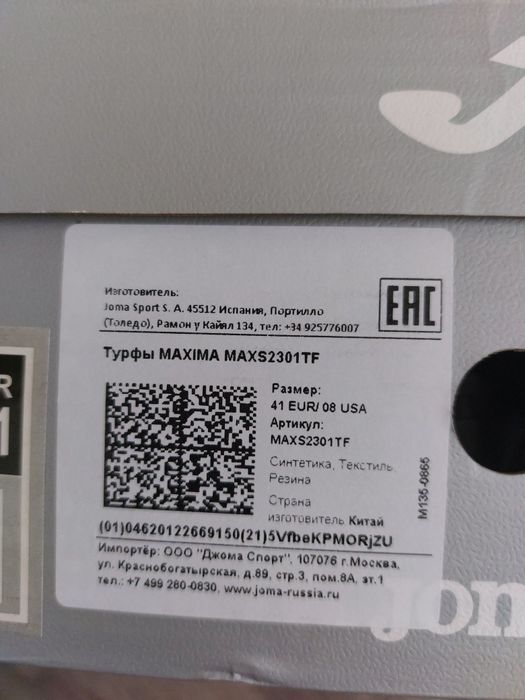 Изготовитель:
Joma Sport S. A. 45512 Испания, Портилло
(Толедо), Рамон у Кайял 134, тел: +34 925776007
EAC
Турфы MAXIMA MAXS2301TF
Размер:
41 EUR/ 08 USA
Артикул:
MAXS2301TF
Синтетика, Текстиль,
Резина
Страна
изготовитель Китай
M135-0865
(01)04620122669150(21)5VfbeKPMORjZU
Импортёр: ООО "Джома Спорт", 107076 г.Москва,
ул. Краснобогатырская, д.89, стр.3, пом.8А, эт.1
тел.: +7 499 280-0830, www.joma-russia.ru
R
1
Jom